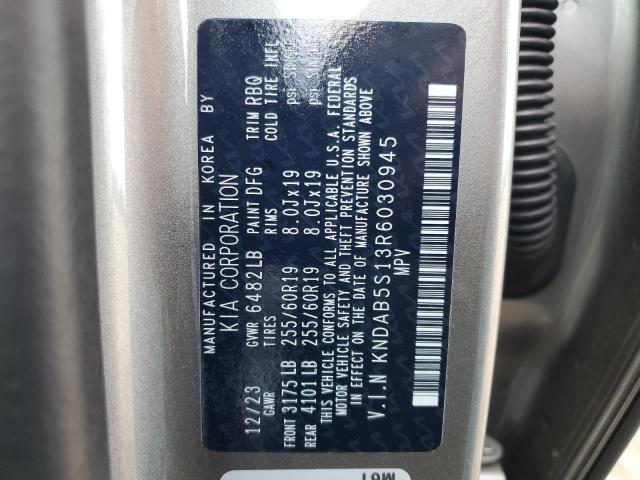 MANUFACTURED IN KOREA BY
KIA CORPORATION
12/23 GVWR 6482LB PAINT DFG TRIM RBQ
GAWR TIRES RIMS COLD TIRE INFL
FRONT 3175LB 255/60R19 8.0Jx19 psi
REAR 4101LB 255/60R19 8.0Jx19 psi
THIS VEHICLE CONFORMS TO ALL APPLICABLE U.S.A. FEDERAL
MOTOR VEHICLE SAFETY AND THEFT PREVENTION STANDARDS
IN EFFECT ON THE DATE OF MANUFACTURE SHOWN ABOVE
V.I.N KNDAB5S13R6030945
MPV